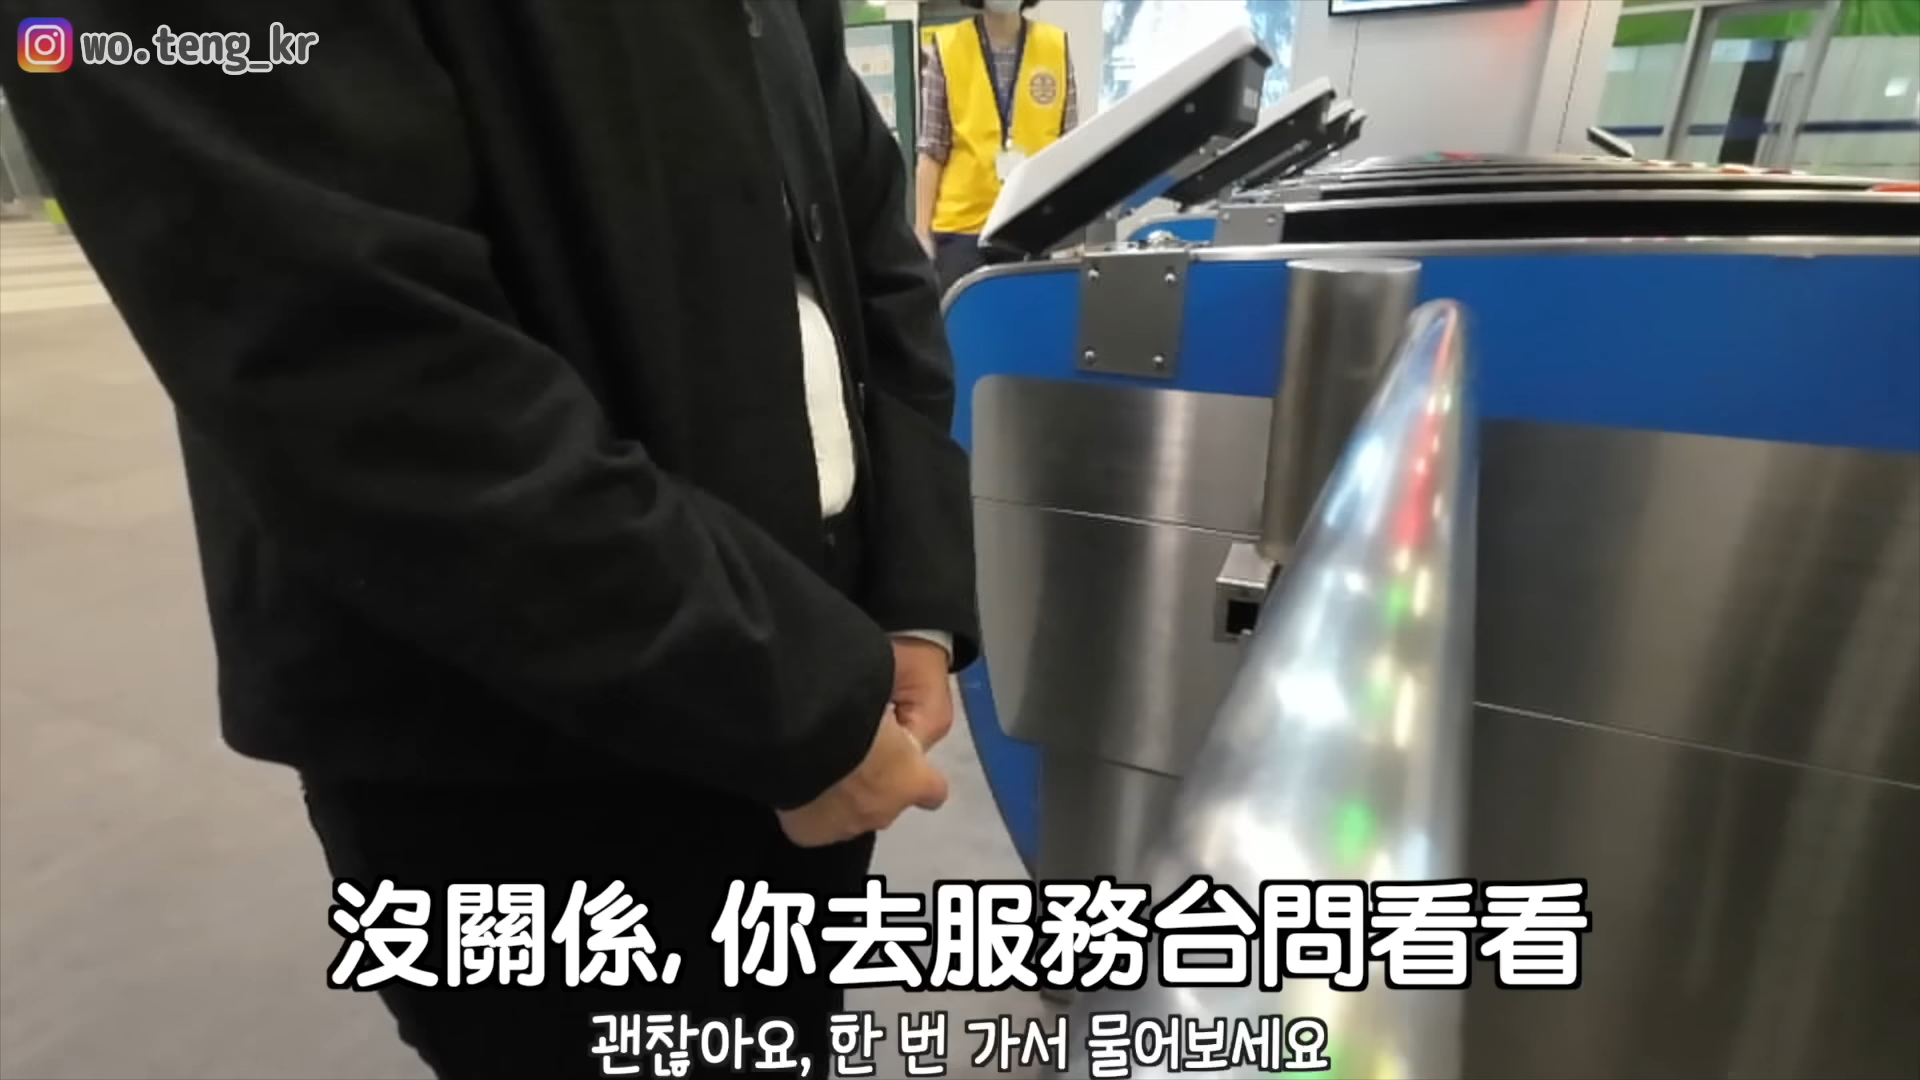 wo.teng_kr
沒關係, 你去服務台問看看
괜찮아요, 한 번 가서 물어보세요